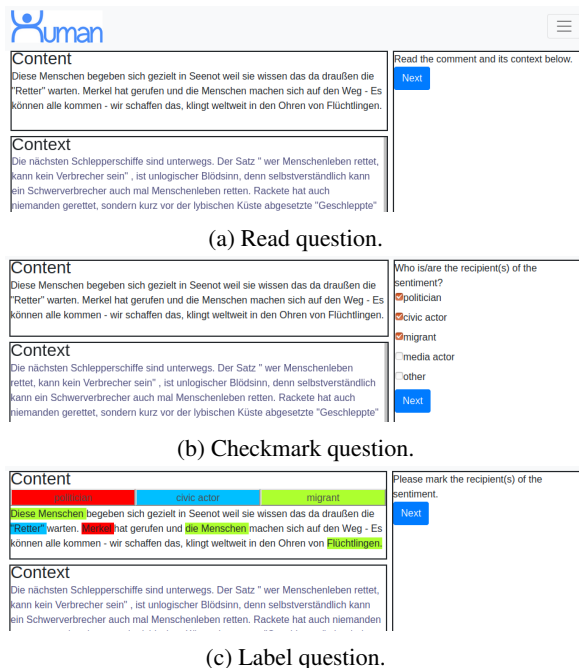 Human
Content
Diese Menschen begeben sich gezielt in Seenot weil sie wissen das da draußen die
"Retter" warten. Merkel hat gerufen und die Menschen machen sich auf den Weg - Es
können alle kommen - wir schaffen das, klingt weltweit in den Ohren von Flüchtlingen.
Read the comment and its context below.
Next
Context
Die nächsten Schlepperschiffe sind unterwegs. Der Satz " wer Menschenleben rettet,
kann kein Verbrecher sein" , ist unlogischer Blödsinn, denn selbstverständlich kann
ein Schwerverbrecher auch mal Menschenleben retten. Rackete hat auch
niemanden gerettet, sondern kurz vor der lybischen Küste abgesetzte "Geschleppte"
(a) Read question.
Content
Diese Menschen begeben sich gezielt in Seenot weil sie wissen das da draußen die
"Retter" warten. Merkel hat gerufen und die Menschen machen sich auf den Weg - Es
können alle kommen - wir schaffen das, klingt weltweit in den Ohren von Flüchtlingen.
Who is/are the recipient(s) of the
sentiment?
politician
civic actor
migrant
media actor
other
Next
Context
Die nächsten Schlepperschiffe sind unterwegs. Der Satz " wer Menschenleben
rettet, kann kein Verbrecher sein" , ist unlogischer Blödsinn, denn selbstverständlich
kann ein Schwerverbrecher auch mal Menschenleben retten. Rackete hat auch
niemanden gerettet, sondern kurz vor der lybischen Küste abgesetzte "Geschleppte"
(b) Checkmark question.
Content
politician civic actor migrant
Diese Menschen begeben sich gezielt in Seenot weil sie wissen das da draußen die
"Retter" warten. Merkel hat gerufen und die Menschen machen sich auf den Weg - Es
können alle kommen - wir schaffen das, klingt weltweit in den Ohren von Flüchtlingen.
Please mark the recipient(s) of the
sentiment.
Next
Context
Die nächsten Schlepperschiffe sind unterwegs. Der Satz " wer Menschenleben rettet,
kann kein Verbrecher sein" , ist unlogischer Blödsinn, denn selbstverständlich kann
ein Schwerverbrecher auch mal Menschenleben retten. Rackete hat auch niemanden
(c) Label question.